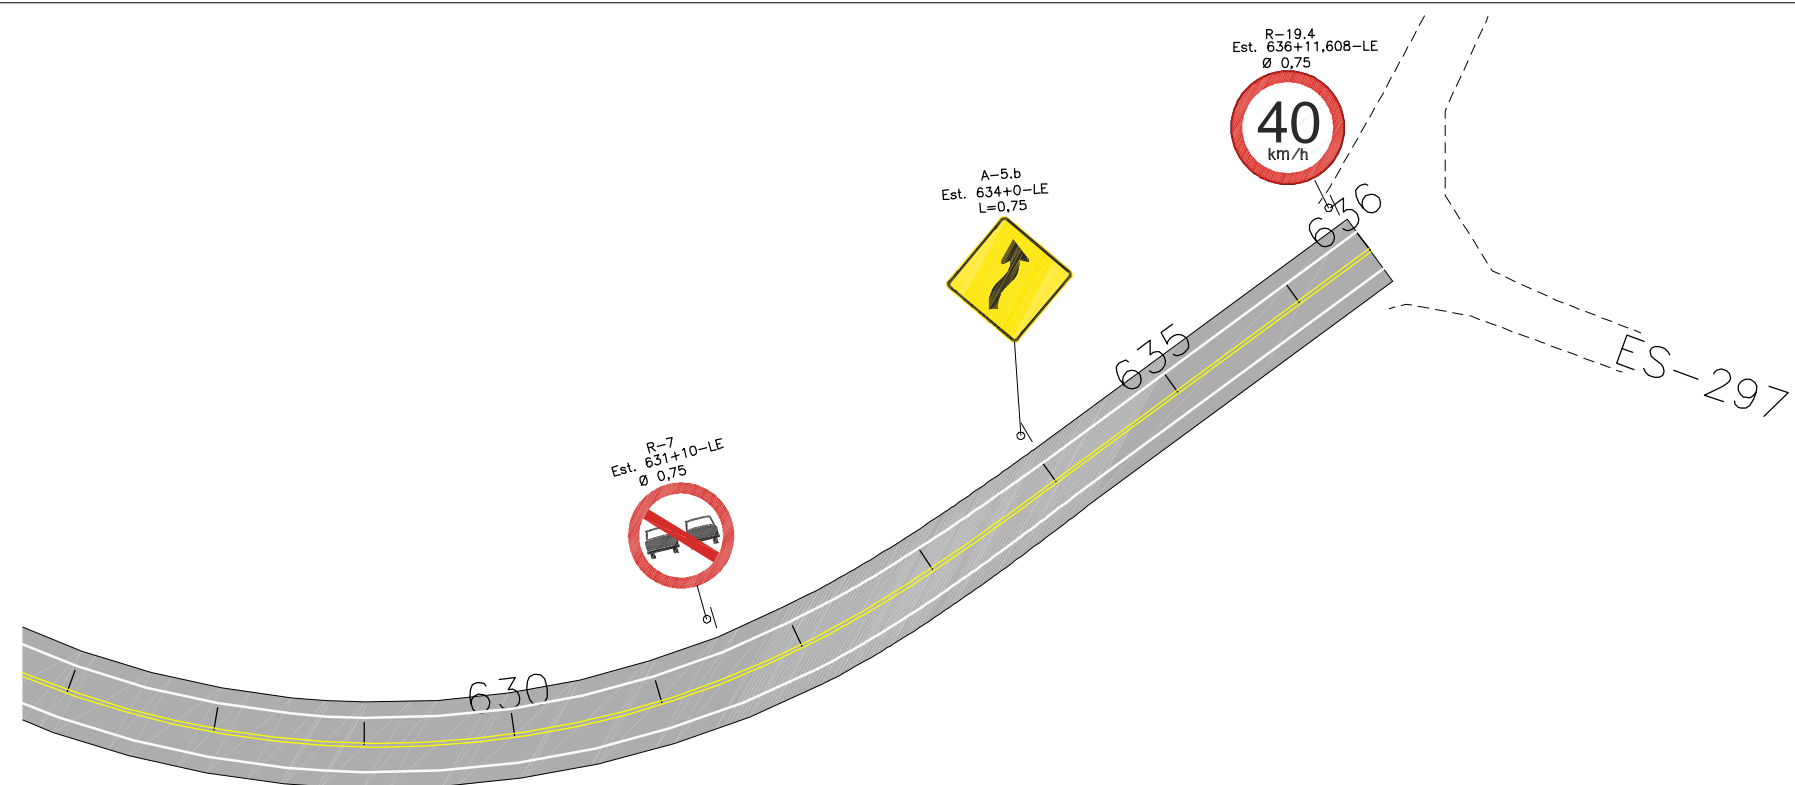 R-19.4
Est. 636+11,608-LE
Ø 0,75
40
km/h
636
A-5.b
Est. 634+0-LE
L=0,75
635
ES-297
R-7
Est. 631+10-LE
Ø 0,75
630